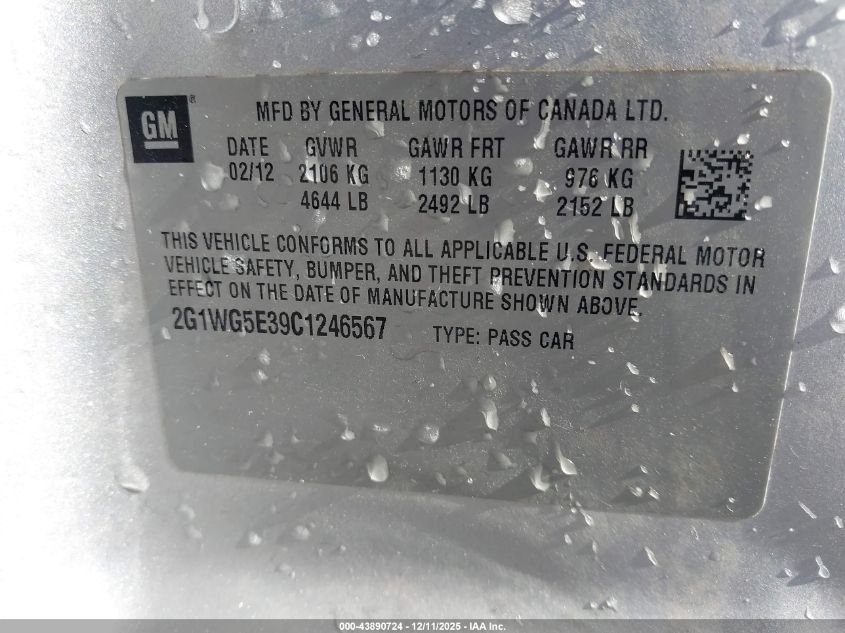 GM®
MFD BY GENERAL MOTORS OF CANADA LTD.
DATE GVWR GAWR FRT GAWR RR
02/12 2106 KG 1130 KG 976 KG
4644 LB 2492 LB 2152 LB
THIS VEHICLE CONFORMS TO ALL APPLICABLE U.S. FEDERAL MOTOR
VEHICLE SAFETY, BUMPER, AND THEFT PREVENTION STANDARDS IN
EFFECT ON THE DATE OF MANUFACTURE SHOWN ABOVE.
2G1WG5E39C1246567 TYPE: PASS CAR
000-43890724 - 12/11/2025 - IAA Inc.